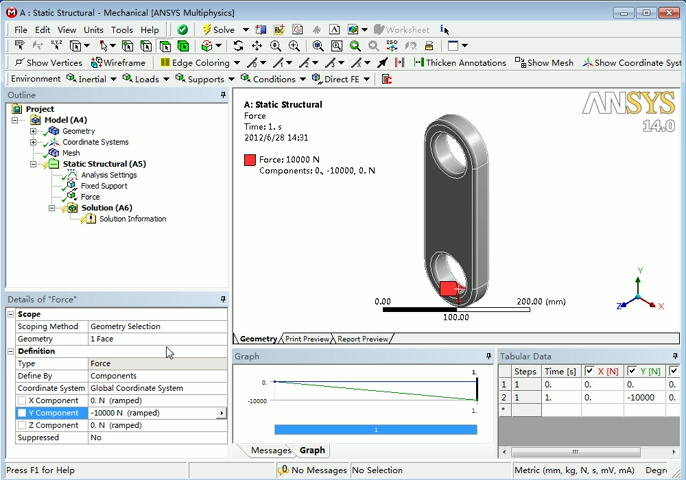 A : Static Structural - Mechanical [ANSYS Multiphysics]
File Edit View Units Tools Help Solve Worksheet
Show Vertices Wireframe Edge Coloring Thicken Annotations Show Mesh Show Coordinate Syst
Environment Inertial Loads Supports Conditions Direct FE
Outline
Project
Model (A4)
Geometry
Coordinate Systems
Mesh
Static Structural (A5)
Analysis Settings
Fixed Support
Force
Solution (A6)
Solution Information
A: Static Structural
Force
Time: 1. s
2012/6/28 14:31
Force: 10000 N
Components: 0., -10000, 0. N
ANSYS
14.0
0.00 200.00 (mm)
100.00
Y
Z X
Geometry Print Preview Report Preview
Details of "Force"
Scope
Scoping Method Geometry Selection
Geometry 1 Face
Definition
Type Force
Define By Components
Coordinate System Global Coordinate System
X Component 0. N (ramped)
Y Component -10000 N (ramped)
Z Component 0. N (ramped)
Suppressed No
Graph
1.
0.
-10000
1.
1
Messages Graph
Tabular Data
Steps Time [s] X [N] Y [N]
1 1 0. 0. 0.
2 1 1. 0. -10000
*
Press F1 for Help 0 No Messages No Selection Metric (mm, kg, N, s, mV, mA) Degre